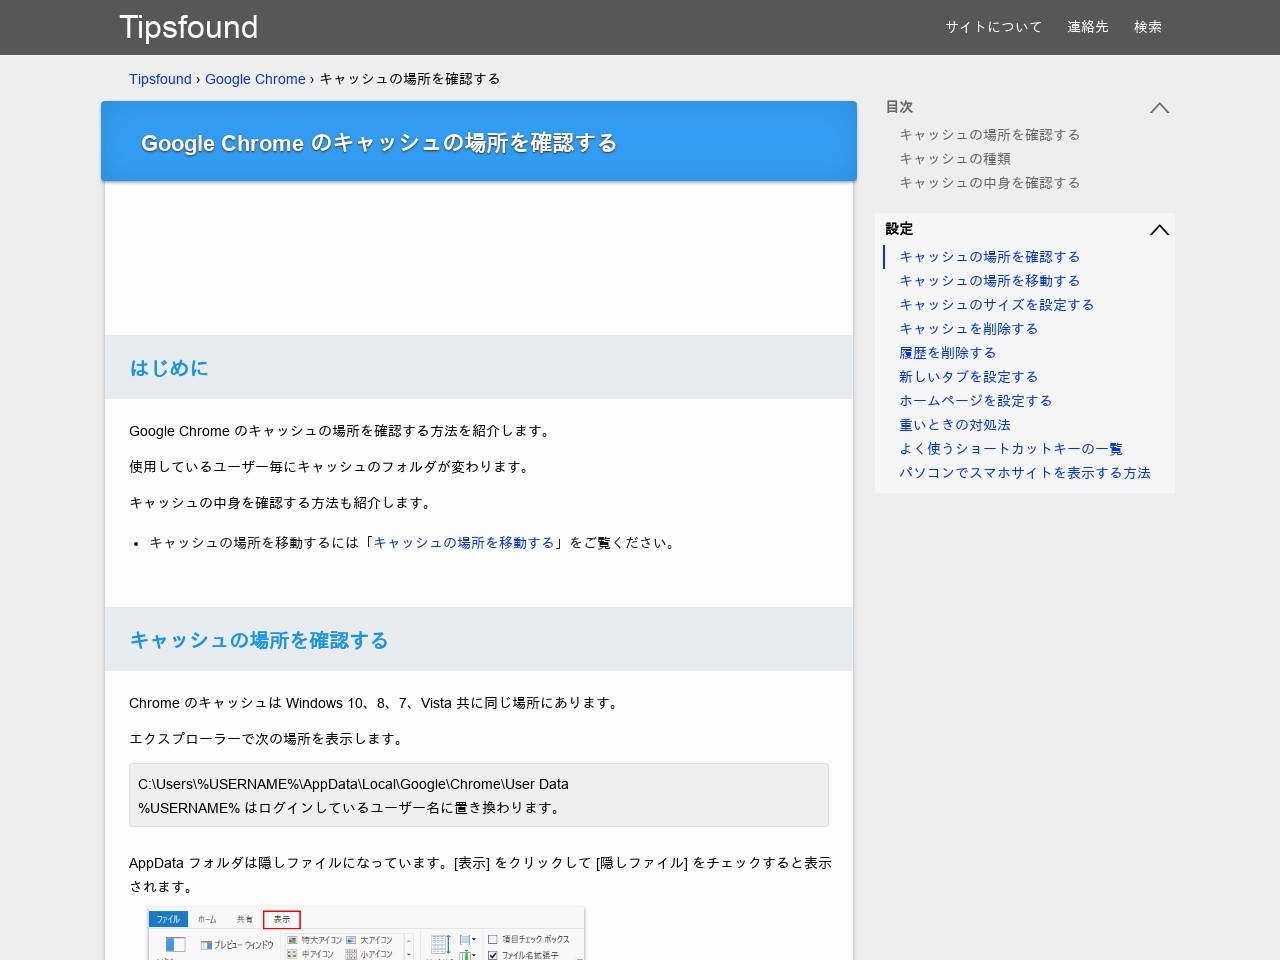 Tipsfound
サイトについて 連絡先 検索
Tipsfound › Google Chrome › キャッシュの場所を確認する
Google Chrome のキャッシュの場所を確認する
はじめに
Google Chrome のキャッシュの場所を確認する方法を紹介します。
使用しているユーザー毎にキャッシュのフォルダが変わります。
キャッシュの中身を確認する方法も紹介します。
• キャッシュの場所を移動するには「キャッシュの場所を移動する」をご覧ください。
キャッシュの場所を確認する
Chrome のキャッシュは Windows 10、8、7、Vista 共に同じ場所にあります。
エクスプローラーで次の場所を表示します。
C:\Users\%USERNAME%\AppData\Local\Google\Chrome\User Data
%USERNAME% はログインしているユーザー名に置き換わります。
AppData フォルダは隠しファイルになっています。[表示] をクリックして [隠しファイル] をチェックすると表示
されます。
ファイル ホーム 共有 表示
プレビュー ウィンドウ 特大アイコン 大アイコン 項目チェック ボックス
中アイコン 小アイコン ファイル名拡張子
目次
キャッシュの場所を確認する
キャッシュの種類
キャッシュの中身を確認する
設定
キャッシュの場所を確認する
キャッシュの場所を移動する
キャッシュのサイズを設定する
キャッシュを削除する
履歴を削除する
新しいタブを設定する
ホームページを設定する
重いときの対処法
よく使うショートカットキーの一覧
パソコンでスマホサイトを表示する方法